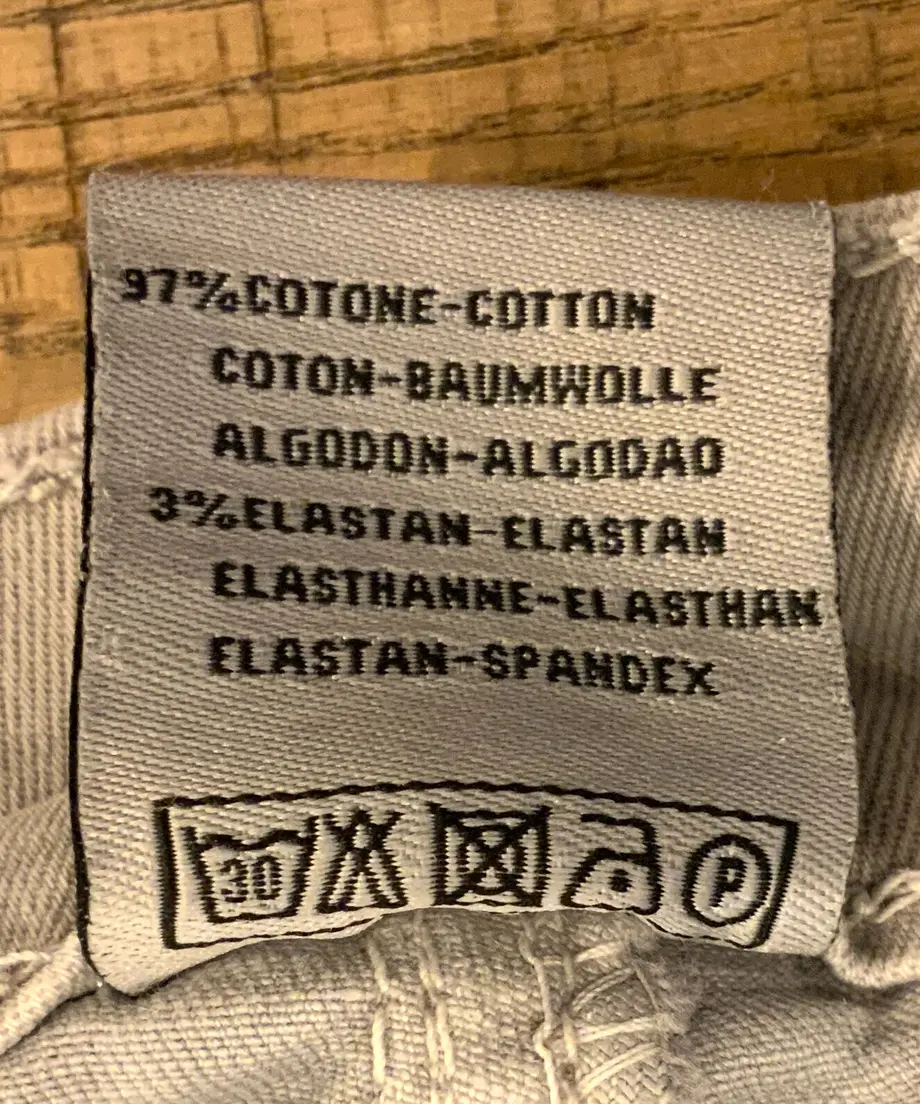 97%COTONE-COTTON
COTON-BAUMWOLLE
ALGODON-ALGODAO
3%ELASTAN-ELASTAN
ELASTHANNE-ELASTHAN
ELASTAN-SPANDEX
30 P